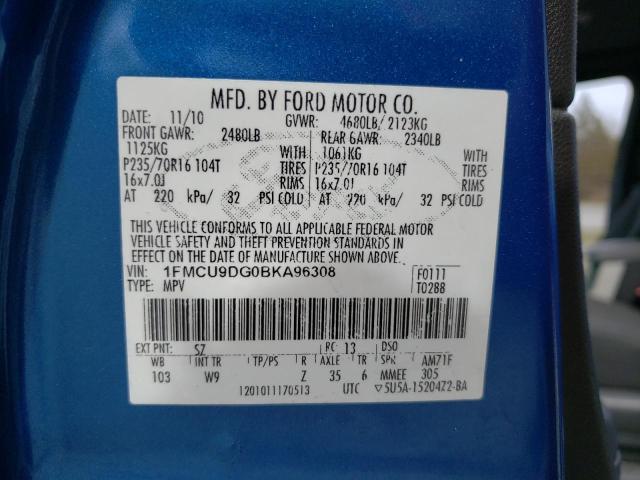 MFD. BY FORD MOTOR CO.
DATE: 11/10 GVWR: 4680LB/ 2123KG
FRONT GAWR: 2480LB REAR GAWR: 2340LB
1125KG WITH 1061KG WITH
P235/70R16 104T TIRES P235/70R16 104T TIRES
16x7.0J RIMS 16x7.0J RIMS
AT 220 kPa/ 32 PSI COLD AT 220 kPa/ 32 PSI COLD
THIS VEHICLE CONFORMS TO ALL APPLICABLE FEDERAL MOTOR
VEHICLE SAFETY AND THEFT PREVENTION STANDARDS IN
EFFECT ON THE DATE OF MANUFACTURE SHOWN ABOVE.
VIN: 1FMCU9DG0BKA96308 F0111
TYPE: MPV T0288
EXT PNT: SZ RC: 13 DSO
WB INT TR TP/PS R AXLE TR SPR AM71F
103 W9 Z 35 6 MMEE 305
1201011170513 UTC ▽5U5A-1520472-BA